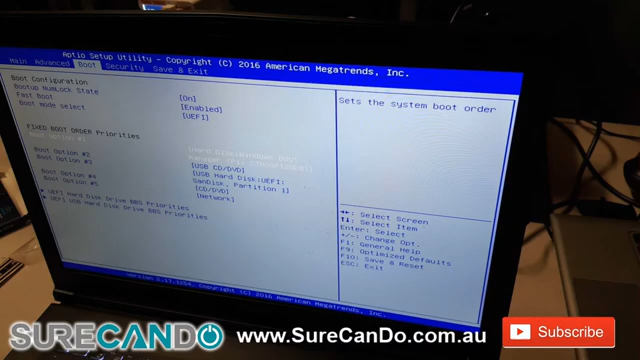 Aptio Setup Utility - Copyright (C) 2016 American Megatrends, Inc.
Main Advanced Boot Security Save & Exit
Boot Configuration
Bootup NumLock State [On]
Fast Boot [Enabled]
Boot mode select [UEFI]
FIXED BOOT ORDER Priorities
Boot Option #1
Boot Option #2 [USB CD/DVD]
Boot Option #3 [USB Hard Disk:UEFI:
SanDisk, Partition 1]
Boot Option #4 [CD/DVD]
Boot Option #5 [Network]
UEFI Hard Disk Drive BBS Priorities
UEFI USB Hard Disk Drive BBS Priorities
Sets the system boot order
: Select Screen
: Select Item
Enter: Select
+/-: Change Opt.
F1: General Help
F9: Optimized Defaults
F10: Save & Reset
ESC: Exit
Version 2.17.1254. Copyright (C) 2016 American Megatrends, Inc.
SURECANDO www.SureCanDo.com.au Subscribe